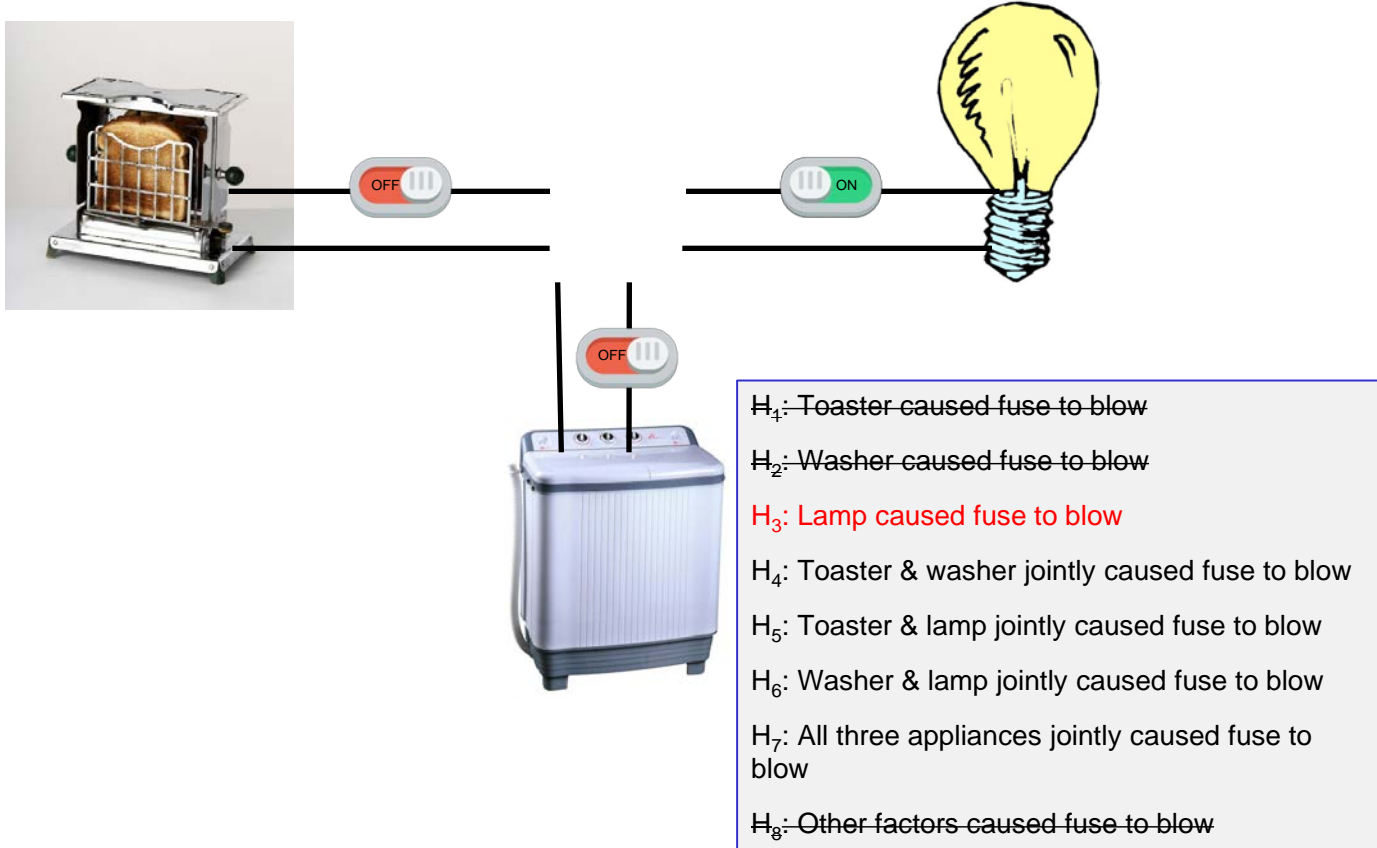 OFF
ON
OFF
H₁: Toaster caused fuse to blow
H₂: Washer caused fuse to blow
H₃: Lamp caused fuse to blow
H₄: Toaster & washer jointly caused fuse to blow
H₅: Toaster & lamp jointly caused fuse to blow
H₆: Washer & lamp jointly caused fuse to blow
H₇: All three appliances jointly caused fuse to
blow
H₈: Other factors caused fuse to blow